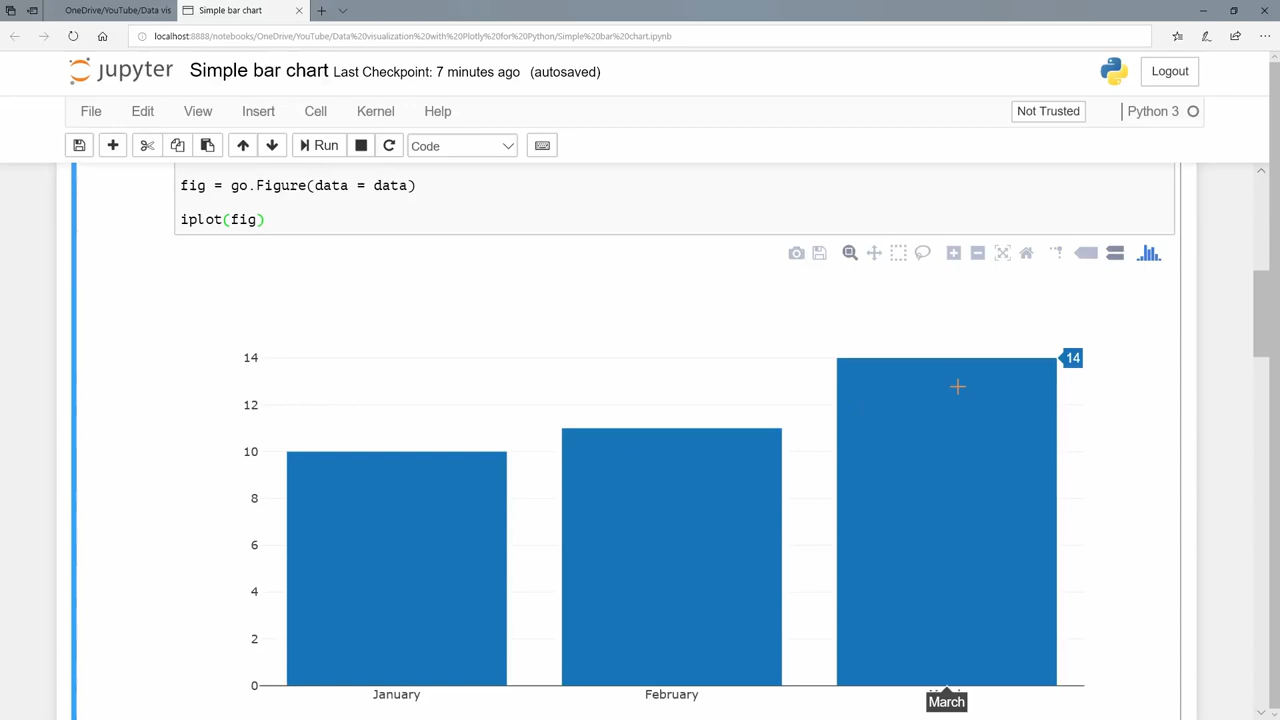 OneDrive/YouTube/Data vis
Simple bar chart
localhost:8888/notebooks/OneDrive/YouTube/Data%20visualization%20with%20Plotly%20for%20Python/Simple%20bar%20chart.ipynb
jupyter Simple bar chart Last Checkpoint: 7 minutes ago (autosaved)
Logout
File Edit View Insert Cell Kernel Help
Not Trusted
Python 3
Run
Code
fig = go.Figure(data = data)
iplot(fig)
14
14
12
10
8
6
4
2
0
January February
March